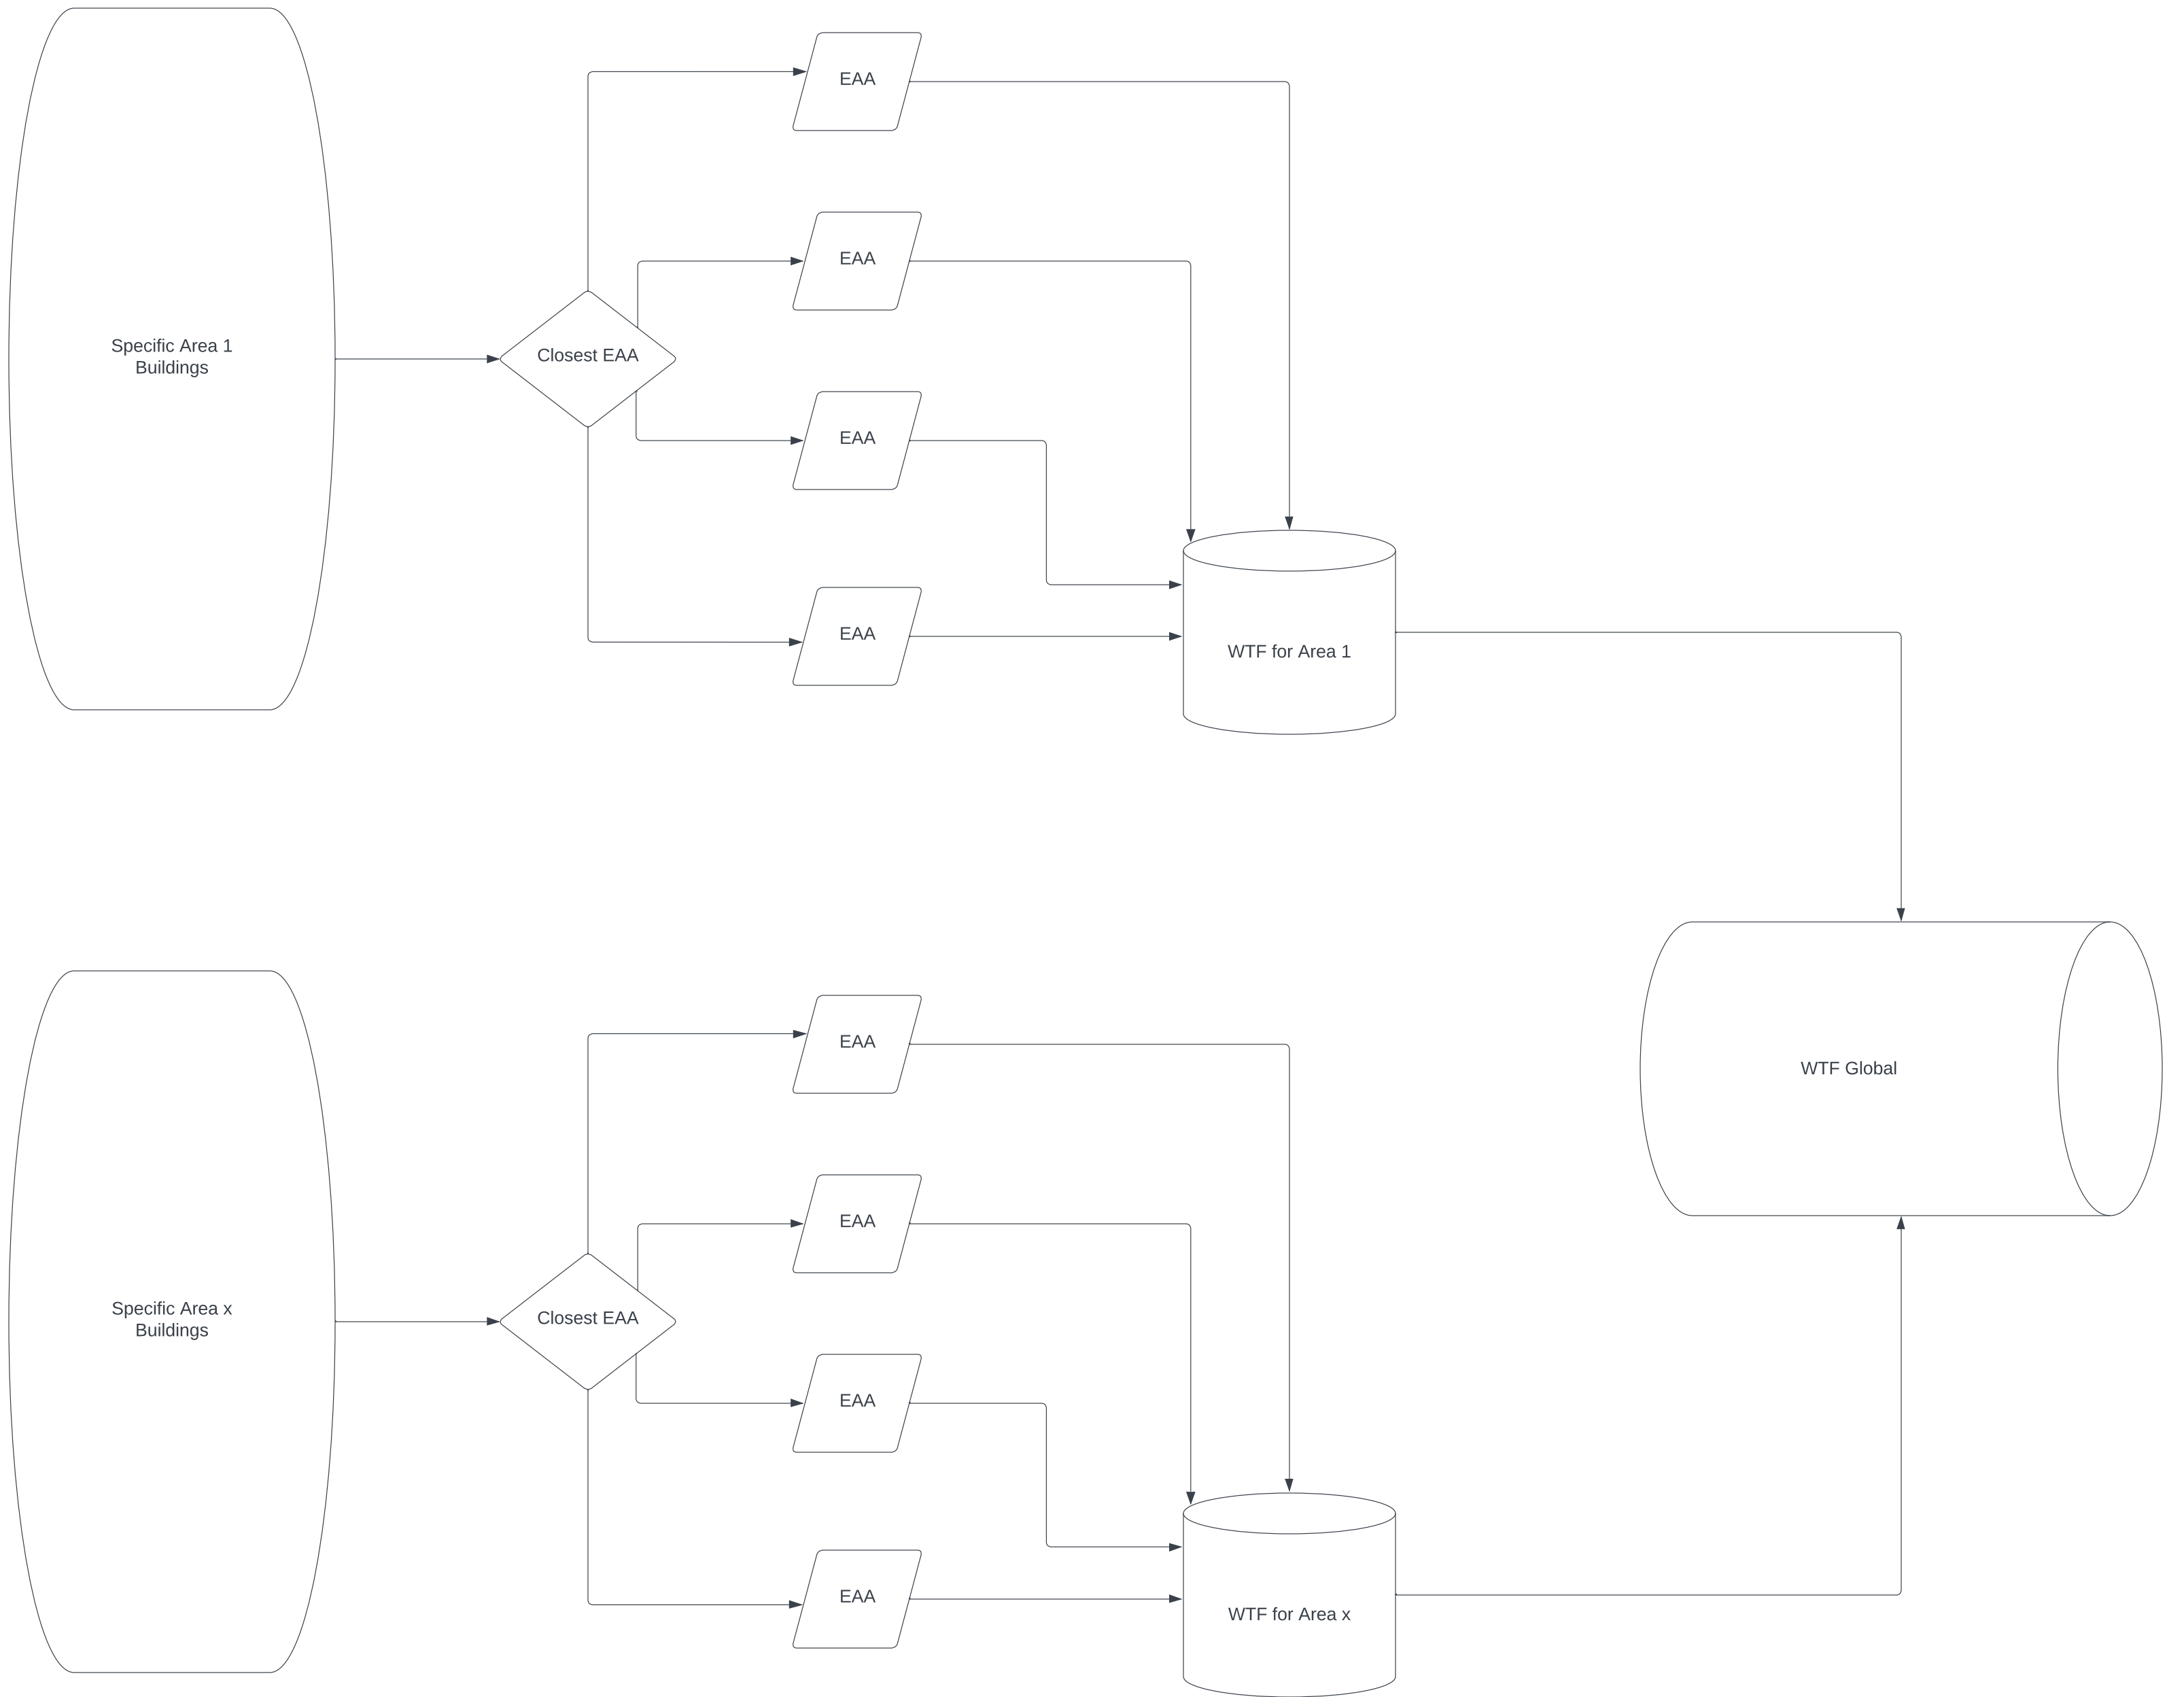 EAA
EAA
Specific Area 1
Buildings
Closest EAA
EAA
EAA
WTF for Area 1
WTF Global
EAA
EAA
Specific Area x
Buildings
Closest EAA
EAA
EAA
WTF for Area x